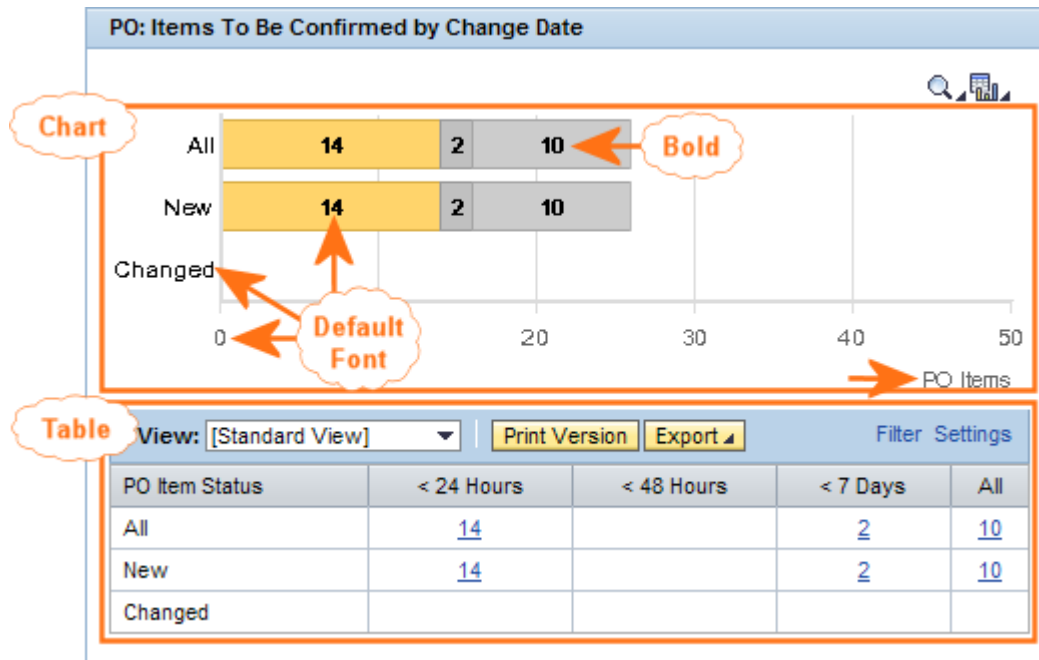 PO: Items To Be Confirmed by Change Date
Chart
All 14 2 10 Bold
New 14 2 10
Changed
Default
Font
0 20 30 40 50
PO Items
Table
View: [Standard View] Print Version Export Filter Settings
PO Item Status < 24 Hours < 48 Hours < 7 Days All
All 14 2 10
New 14 2 10
Changed